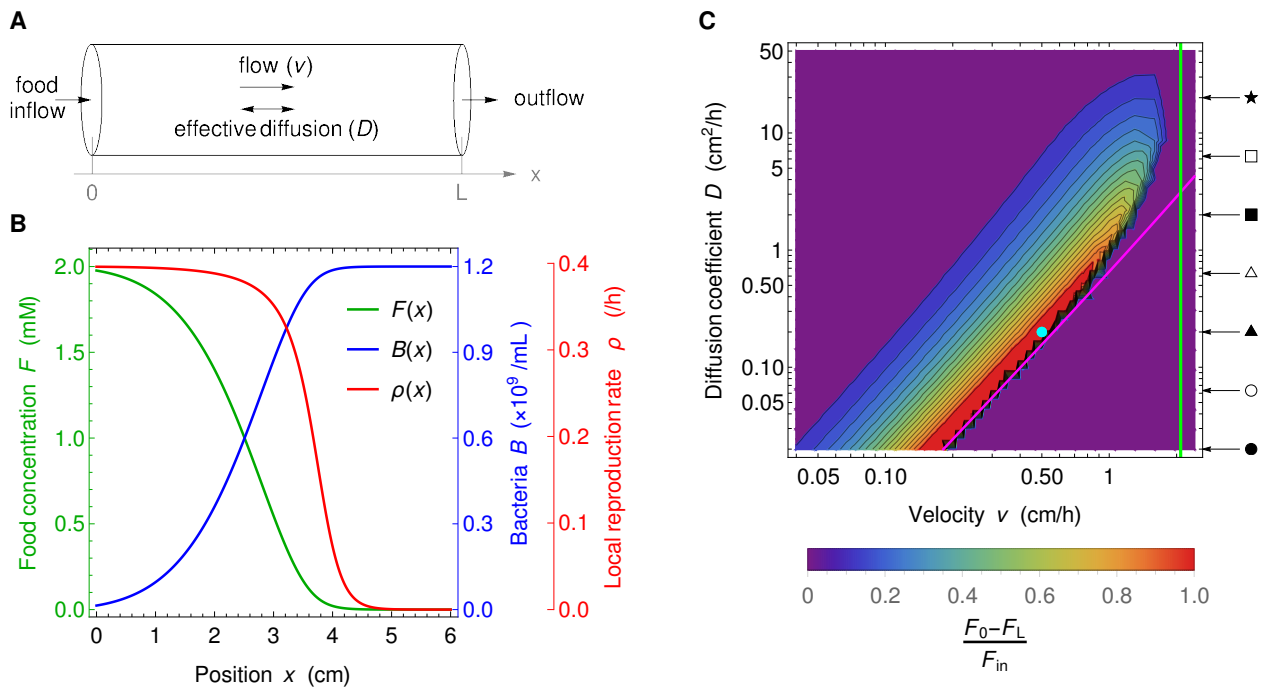 A
food
inflow
flow (v)
effective diffusion (D)
outflow
0
L
x
B
Food concentration F (mM)
2.0
1.5
1.0
0.5
0.0
F(x)
B(x)
ρ(x)
1.2
0.9
0.6
0.3
0.0
Bacteria B (×10⁹ /mL)
0.4
0.3
0.2
0.1
0.0
Local reproduction rate ρ (/h)
0 1 2 3 4 5 6
Position x (cm)
C
Diffusion coefficient D (cm²/h)
50
10
5
1
0.50
0.10
0.05
0.05 0.10 0.50 1
Velocity v (cm/h)
0 0.2 0.4 0.6 0.8 1.0
F₀−F_L
F_in